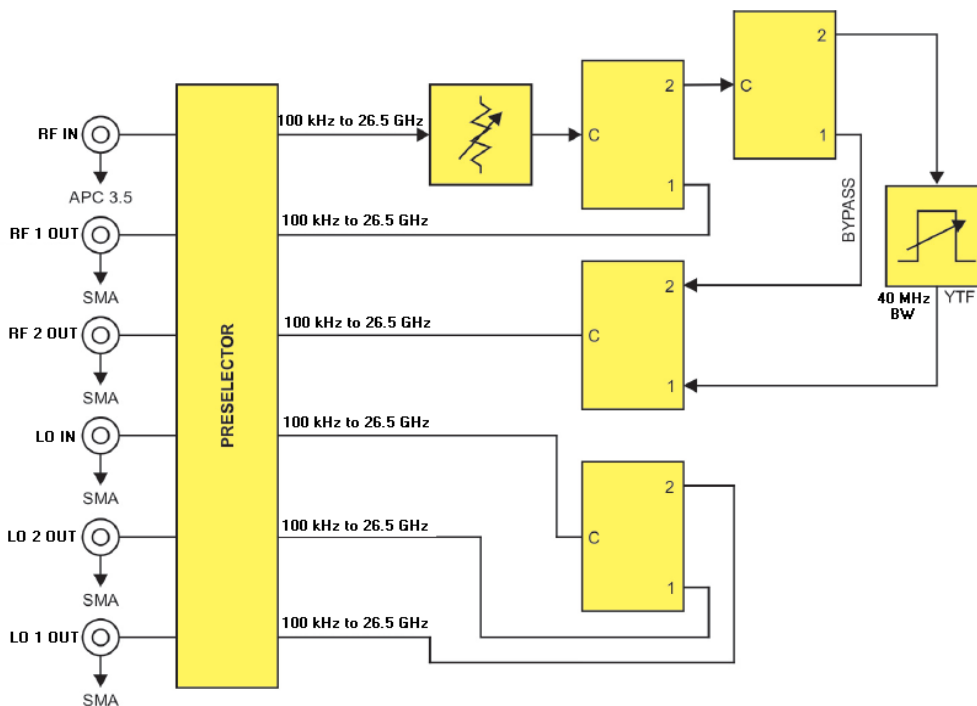 RF IN
APC 3.5
RF 1 OUT
SMA
RF 2 OUT
SMA
LO IN
SMA
LO 2 OUT
SMA
LO 1 OUT
SMA
PRESELECTOR
100 kHz to 26.5 GHz
100 kHz to 26.5 GHz
100 kHz to 26.5 GHz
100 kHz to 26.5 GHz
100 kHz to 26.5 GHz
100 kHz to 26.5 GHz
C
2
1
C
2
1
BYPASS
40 MHz
BW
YTF
2
C
1
2
C
1